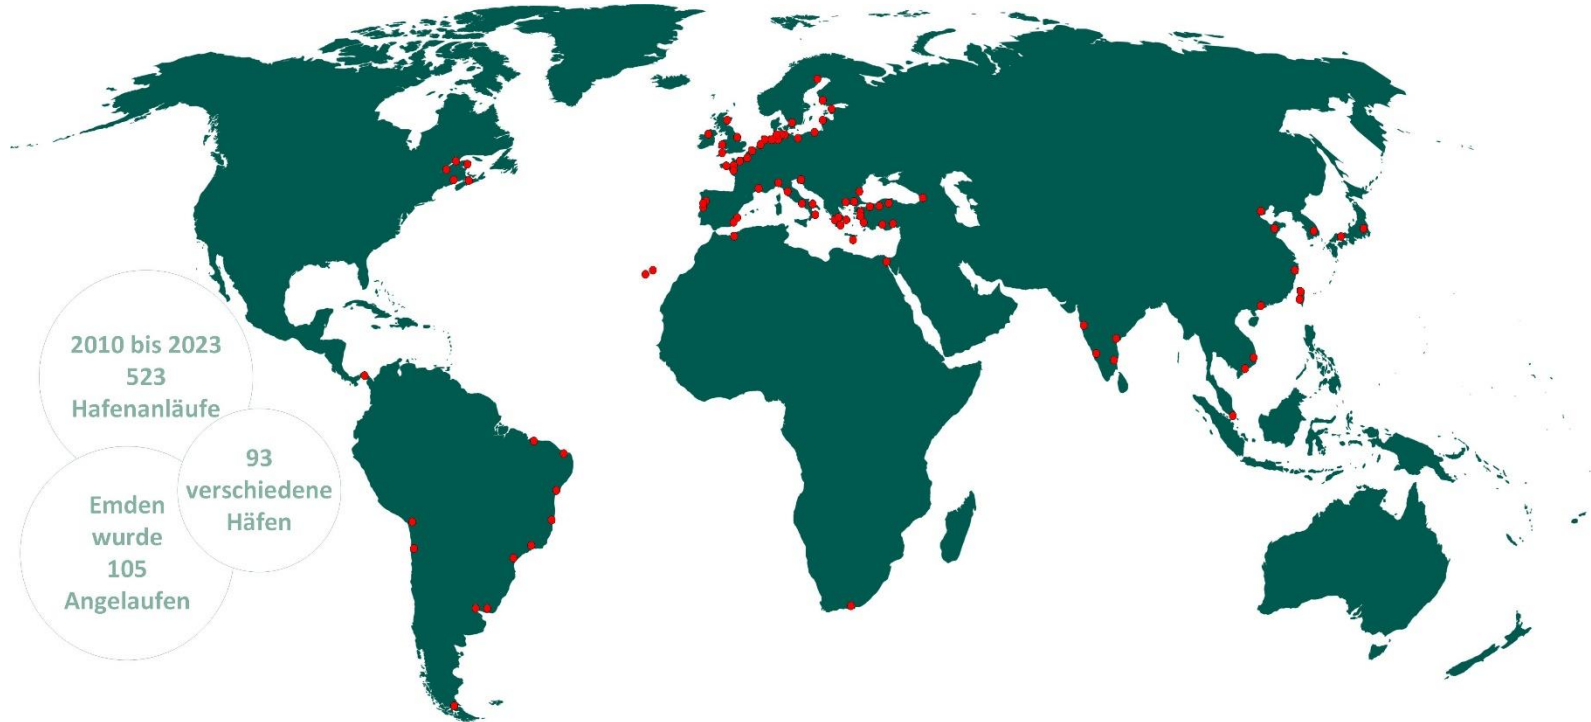 2010 bis 2023
523
Hafenanläufe
93
verschiedene
Häfen
Emden
wurde
105
Angelaufen